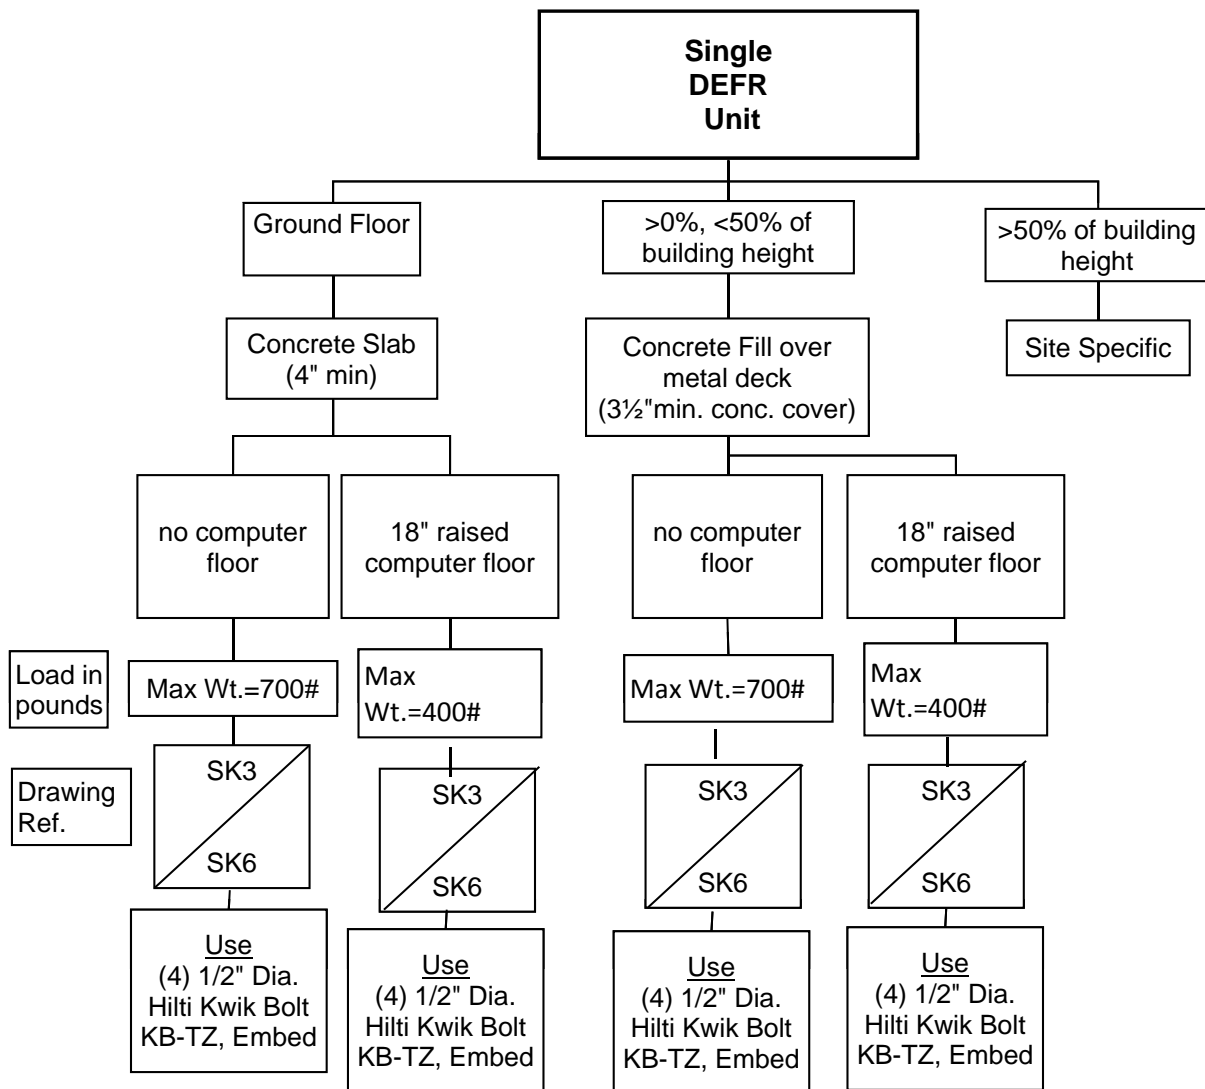 Single
DEFR
Unit
Ground Floor
>0%, <50% of
building height
>50% of building
height
Concrete Slab
(4" min)
Concrete Fill over
metal deck
(3½"min. conc. cover)
Site Specific
no computer
floor
18" raised
computer floor
no computer
floor
18" raised
computer floor
Load in
pounds
Max Wt.=700#
Max
Wt.=400#
Max Wt.=700#
Max
Wt.=400#
Drawing
Ref.
SK3
SK6
SK3
SK6
SK3
SK6
SK3
SK6
Use
(4) 1/2" Dia.
Hilti Kwik Bolt
KB-TZ, Embed
Use
(4) 1/2" Dia.
Hilti Kwik Bolt
KB-TZ, Embed
Use
(4) 1/2" Dia.
Hilti Kwik Bolt
KB-TZ, Embed
Use
(4) 1/2" Dia.
Hilti Kwik Bolt
KB-TZ, Embed